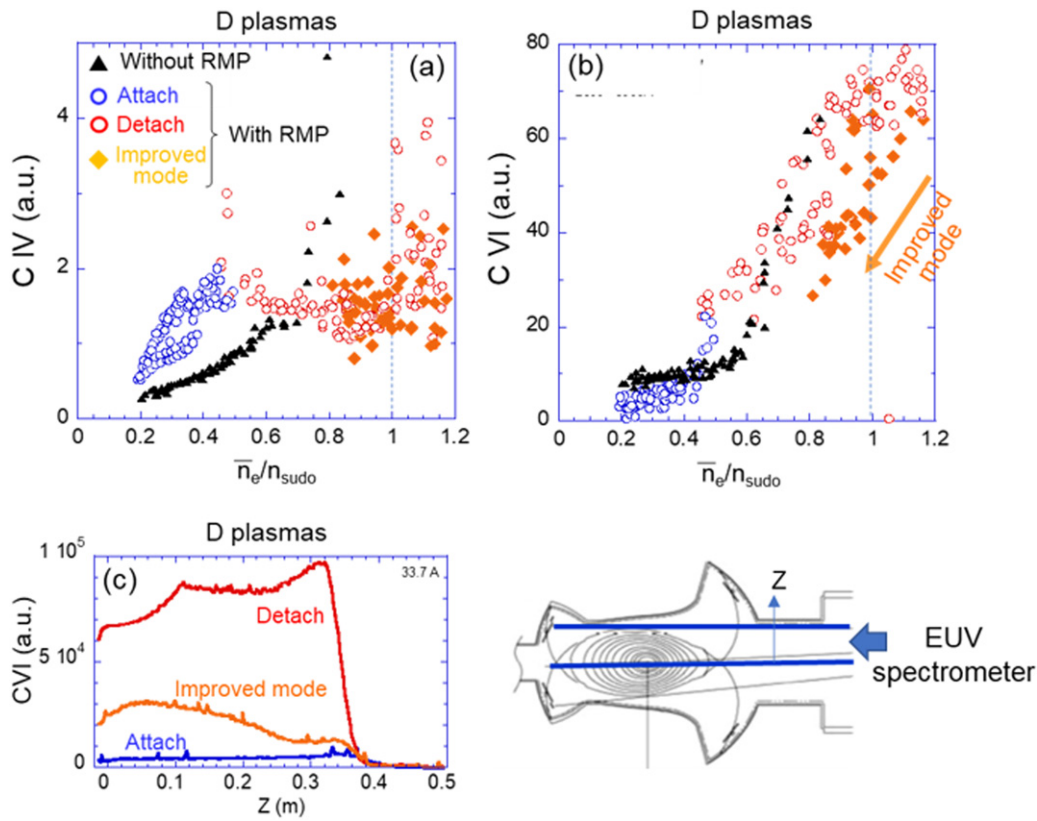 D plasmas
Without RMP
Attach
Detach
Improved
mode
With RMP
(a)
C IV (a.u.)
4
2
0
0 0.2 0.4 0.6 0.8 1 1.2
n̅e/nsudo
D plasmas
(b)
C VI (a.u.)
80
60
40
20
0
0 0.2 0.4 0.6 0.8 1 1.2
n̅e/nsudo
Improved
mode
D plasmas
(c)
CVI (a.u.)
1 10⁵
5 10⁴
0
33.7 A
Detach
Improved mode
Attach
0 0.1 0.2 0.3 0.4 0.5
Z (m)
Z
EUV
spectrometer